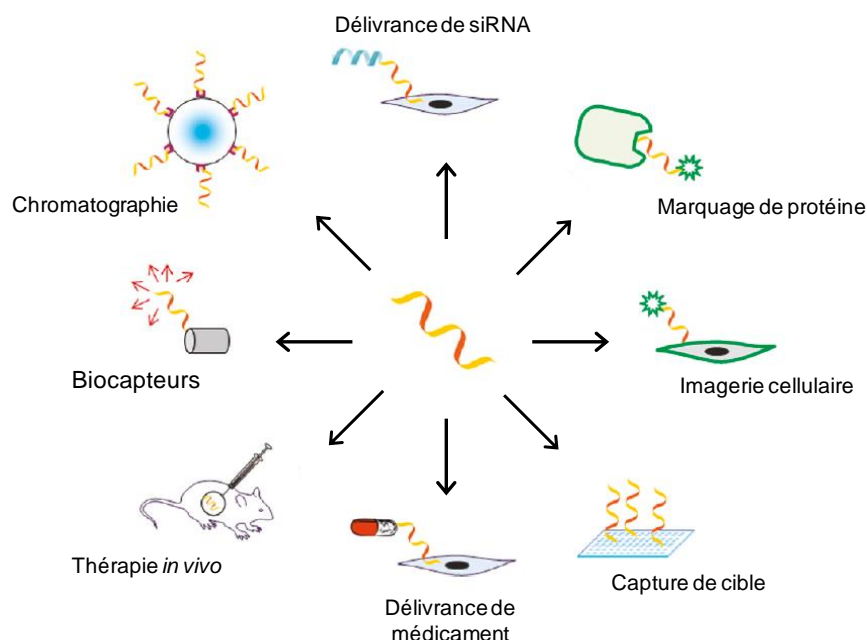 Délivrance de siRNA
Chromatographie
Marquage de protéine
Biocapteurs
Imagerie cellulaire
Thérapie in vivo
Capture de cible
Délivrance de
médicament